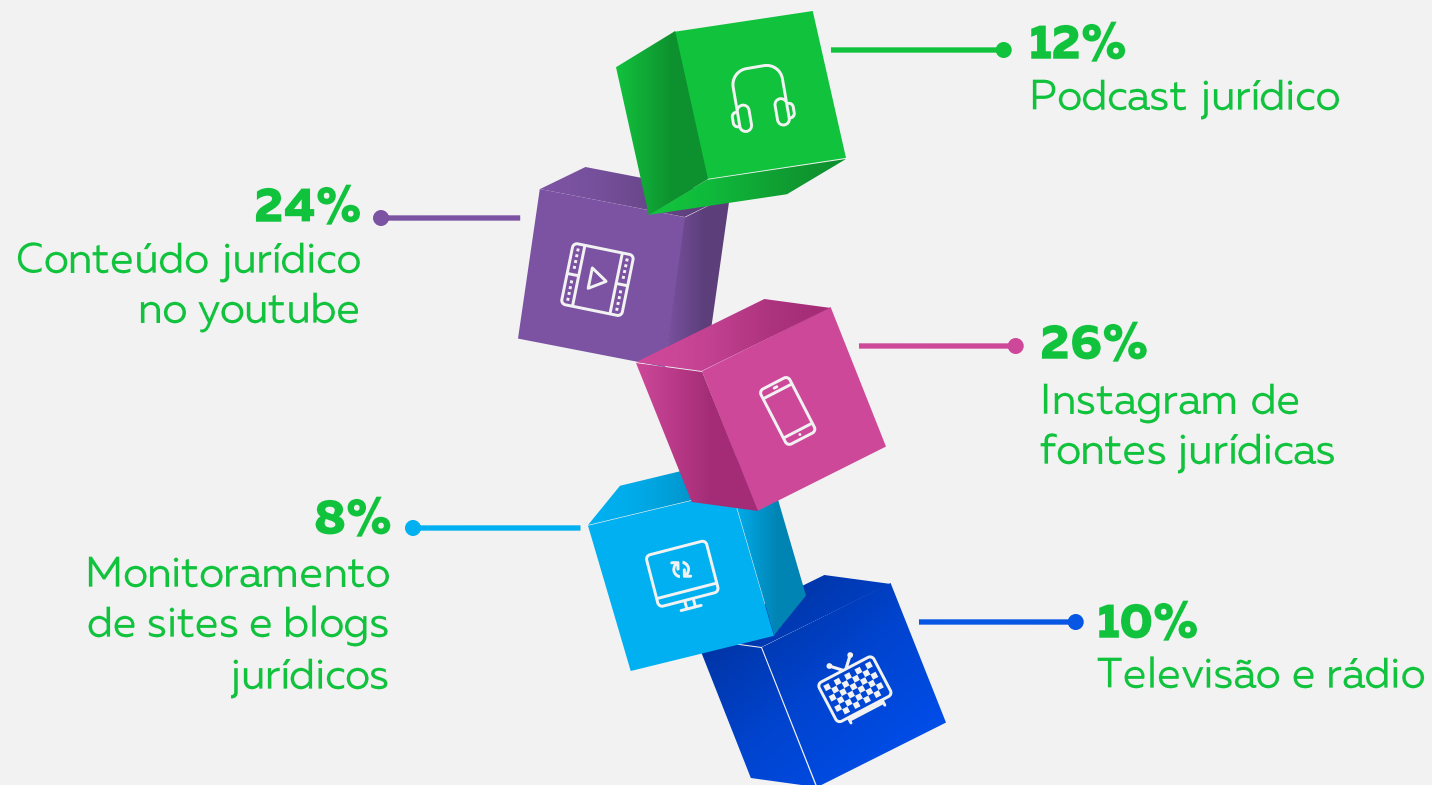 12%
Podcast jurídico
24%
Conteúdo jurídico
no youtube
26%
Instagram de
fontes jurídicas
8%
Monitoramento
de sites e blogs
jurídicos
10%
Televisão e rádio